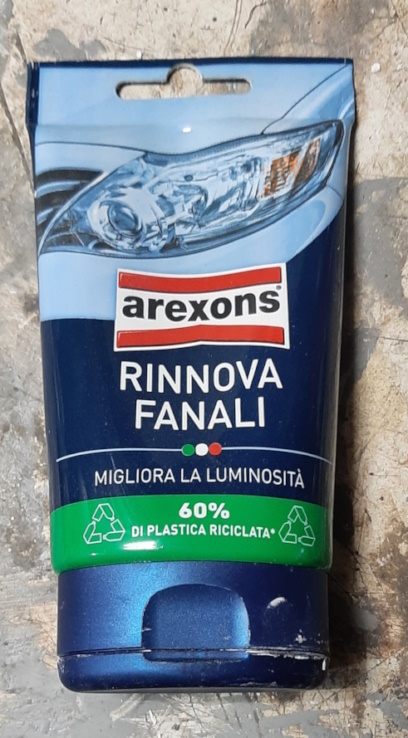 arexons®
RINNOVA
FANALI
MIGLIORA LA LUMINOSITÀ
60%
DI PLASTICA RICICLATA*